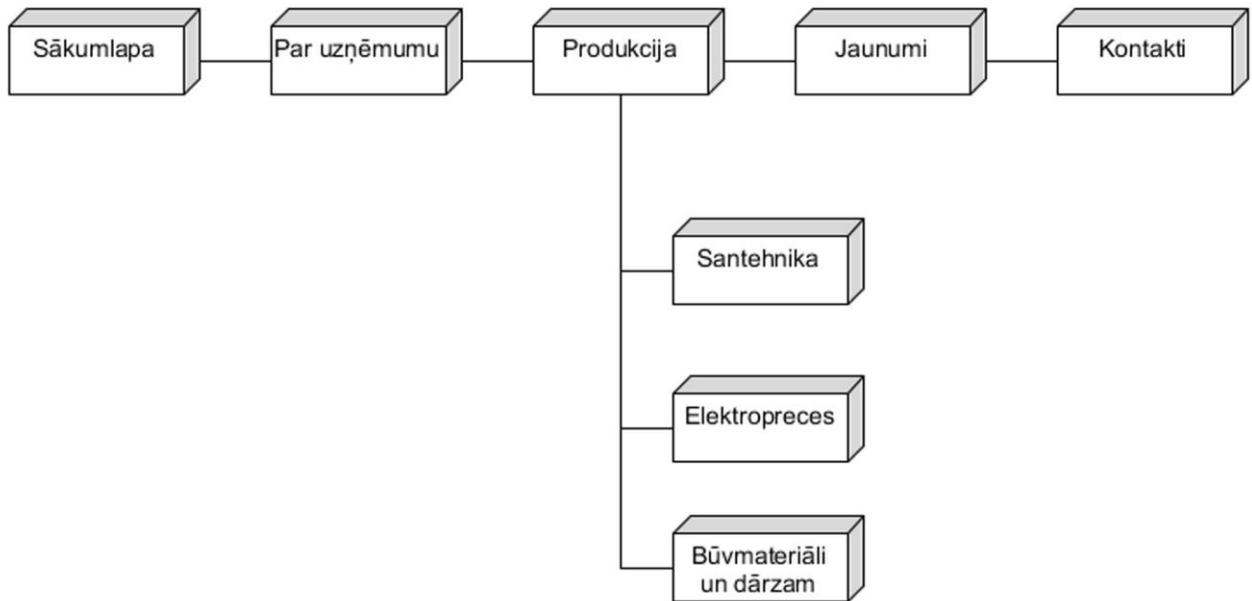 Sākumlapa
Par uzņēmumu
Produkcija
Jaunumi
Kontakti
Santehnika
Elektropreces
Būvmateriāli
un dārzam